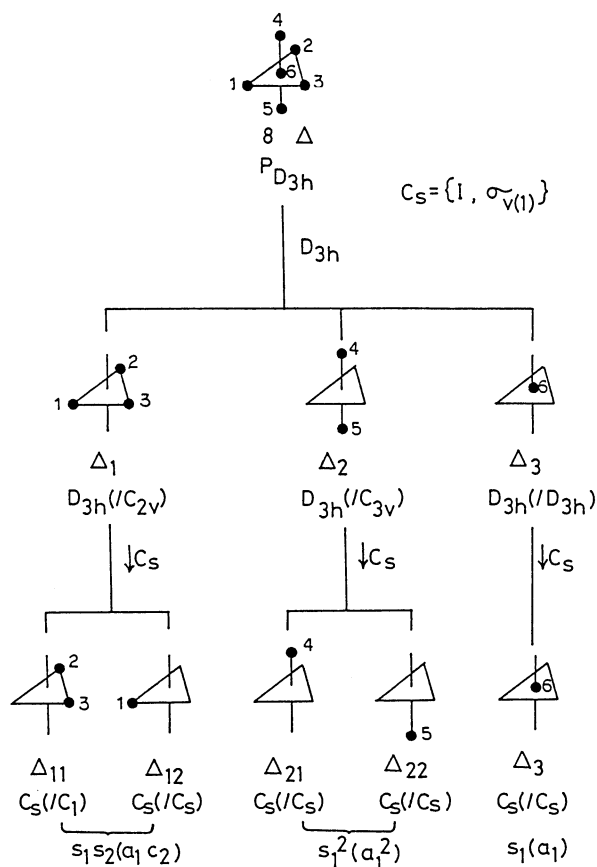 4
2
1
6
3
5
8 Δ
P_{D_{3h}}
C_s={I, σ_{v(1)}}
D_{3h}
2
1
3
4
5
6
Δ_1
Δ_2
Δ_3
D_{3h}(/C_{2v})
D_{3h}(/C_{3v})
D_{3h}(/D_{3h})
↓C_s
↓C_s
↓C_s
2
3
1
4
5
6
Δ_{11}
Δ_{12}
Δ_{21}
Δ_{22}
Δ_3
C_s(/C_1)
C_s(/C_s)
C_s(/C_s)
C_s(/C_s)
C_s(/C_s)
s_1s_2(a_1c_2)
s_1^2(a_1^2)
s_1(a_1)